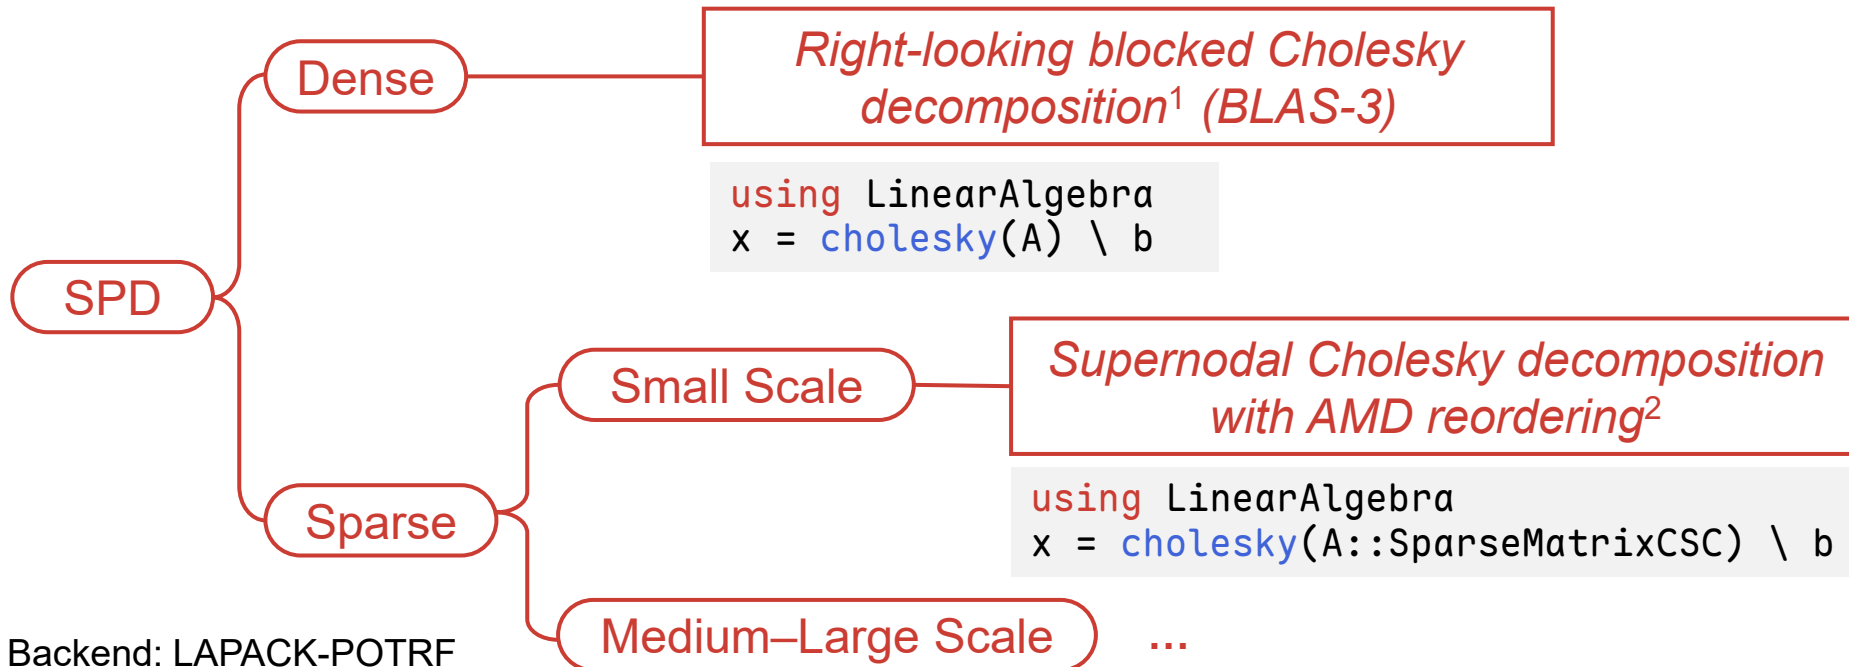 Dense
Right-looking blocked Cholesky
decomposition¹ (BLAS-3)
using LinearAlgebra
x = cholesky(A) \ b
SPD
Small Scale
Supernodal Cholesky decomposition
with AMD reordering²
Sparse
using LinearAlgebra
x = cholesky(A::SparseMatrixCSC) \ b
Medium–Large Scale
...
Backend: LAPACK-POTRF